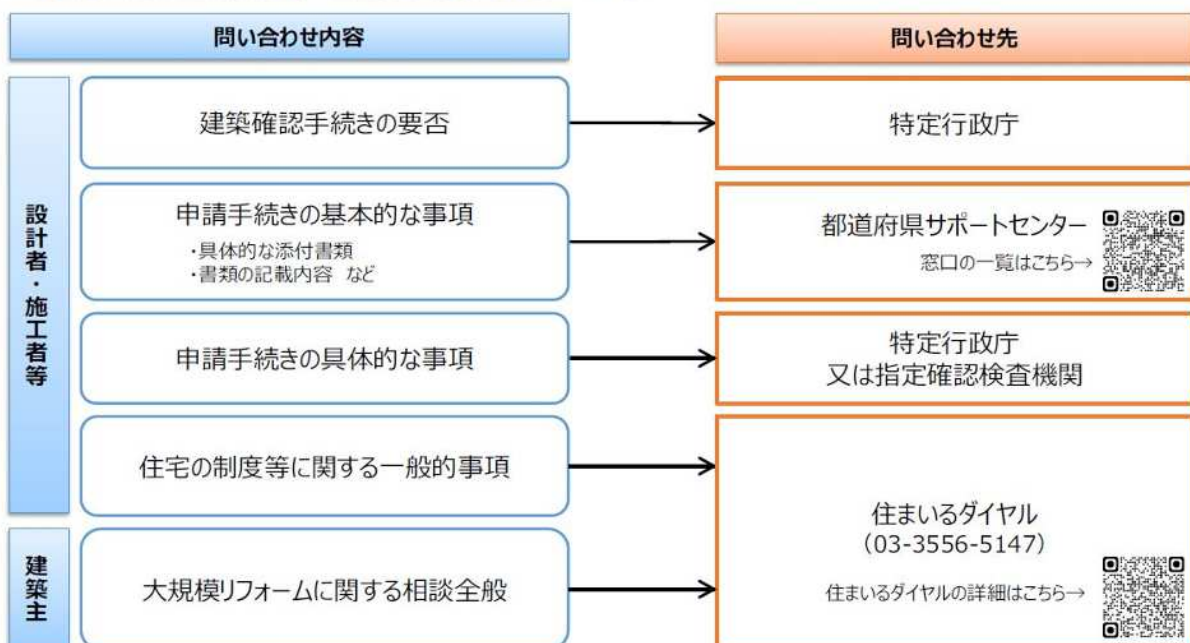 問い合わせ内容
問い合わせ先
設計者・施工者等
建築確認手続きの要否
特定行政庁
申請手続きの基本的な事項
・具体的な添付書類
・書類の記載内容 など
都道府県サポートセンター
窓口の一覧はこちら→
申請手続きの具体的な事項
特定行政庁
又は指定確認検査機関
住宅の制度等に関する一般的事項
建築主
大規模リフォームに関する相談全般
住まいるダイヤル
（03-3556-5147）
住まいるダイヤルの詳細はこちら→